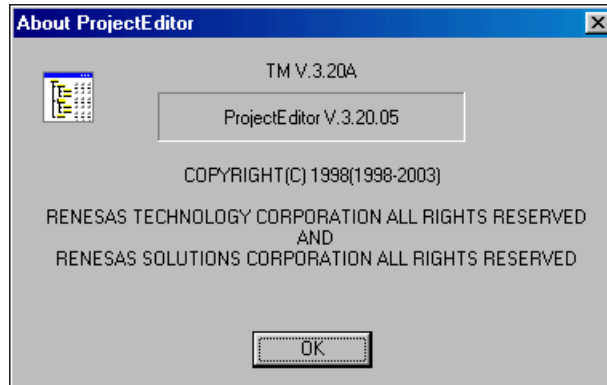 About ProjectEditor
TM V.3.20A
ProjectEditor V.3.20.05
COPYRIGHT(C) 1998(1998-2003)
RENESAS TECHNOLOGY CORPORATION ALL RIGHTS RESERVED
AND
RENESAS SOLUTIONS CORPORATION ALL RIGHTS RESERVED
OK